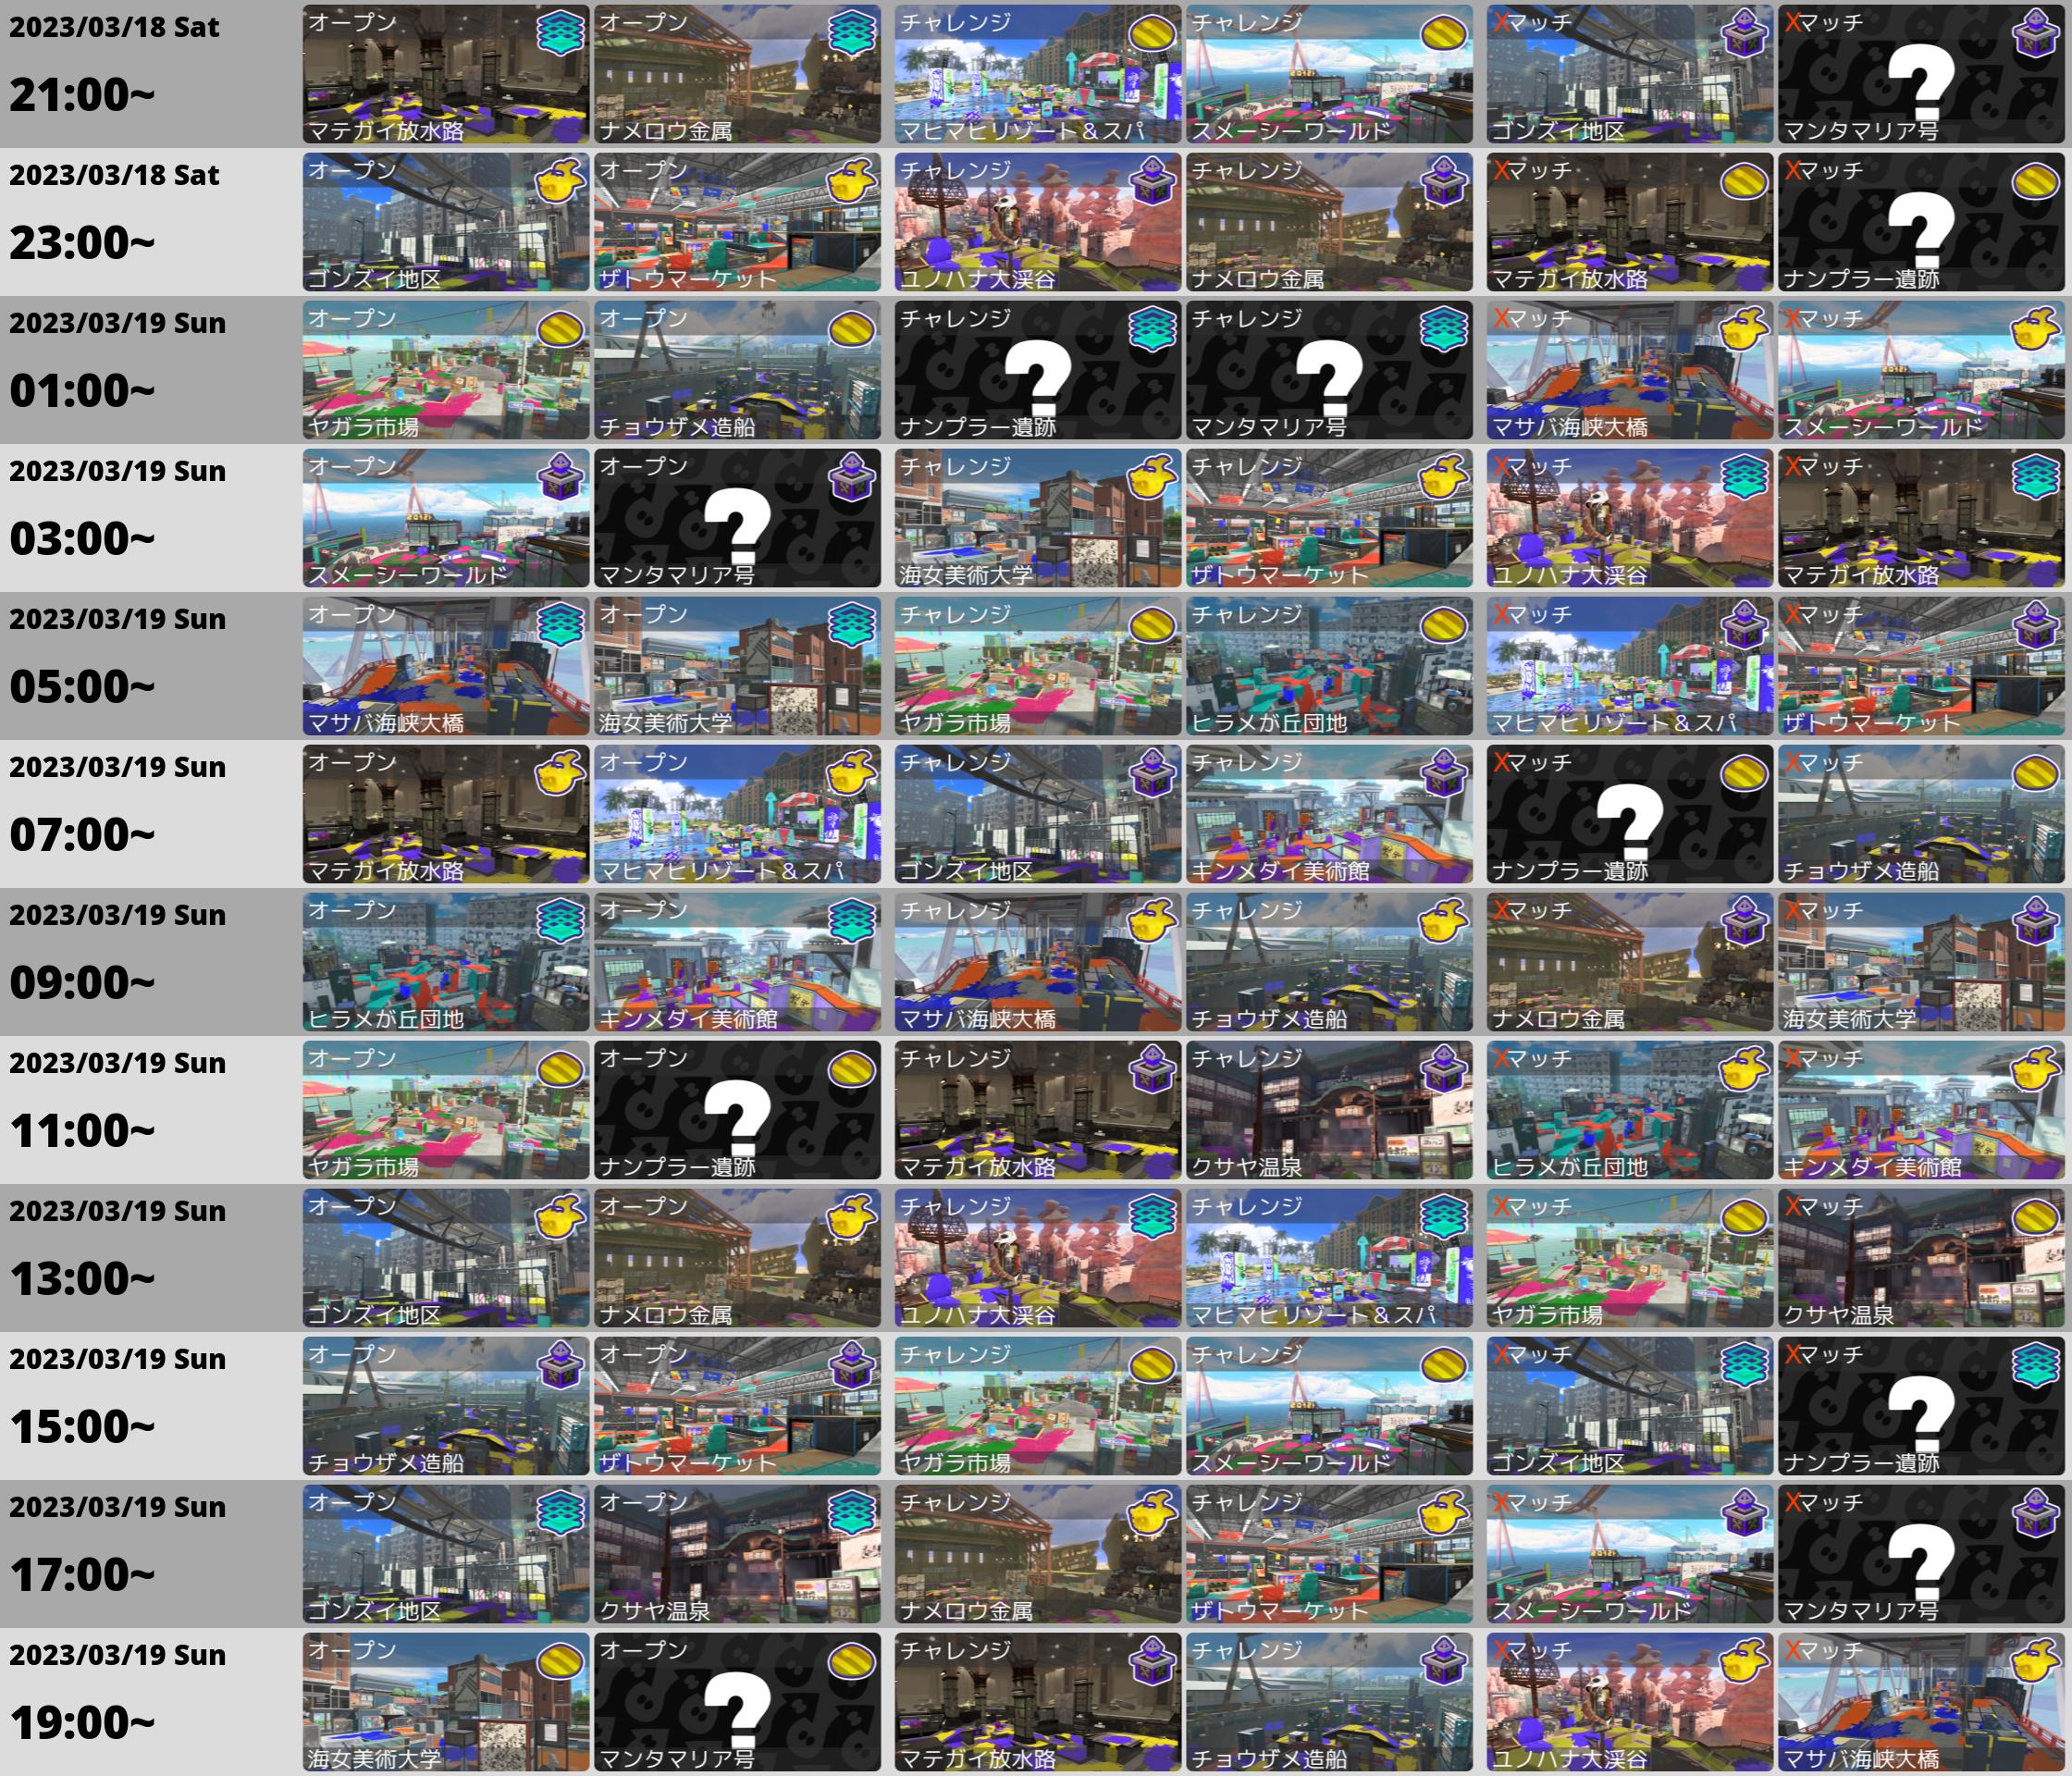 2023/03/18 Sat
21:00~
オープン オープン チャレンジ チャレンジ Xマッチ Xマッチ
マテガイ放水路 ナメロウ金属 マヒマヒリゾート&スパ スメーシーワールド ゴンズイ地区 マンタマリア号
2023/03/18 Sat
23:00~
オープン オープン チャレンジ チャレンジ Xマッチ Xマッチ
ゴンズイ地区 ザトウマーケット ユノハナ大渓谷 ナメロウ金属 マテガイ放水路 ナンプラー遺跡
2023/03/19 Sun
01:00~
オープン オープン チャレンジ チャレンジ Xマッチ Xマッチ
ヤガラ市場 チョウザメ造船 ナンプラー遺跡 マンタマリア号 マサバ海峡大橋 スメーシーワールド
2023/03/19 Sun
03:00~
オープン オープン チャレンジ チャレンジ Xマッチ Xマッチ
スメーシーワールド マンタマリア号 海女美術大学 ザトウマーケット ユノハナ大渓谷 マテガイ放水路
2023/03/19 Sun
05:00~
オープン オープン チャレンジ チャレンジ Xマッチ Xマッチ
マサバ海峡大橋 海女美術大学 ヤガラ市場 ヒラメが丘団地 マヒマヒリゾート&スパ ザトウマーケット
2023/03/19 Sun
07:00~
オープン オープン チャレンジ チャレンジ Xマッチ Xマッチ
マテガイ放水路 マヒマヒリゾート&スパ ゴンズイ地区 キンメダイ美術館 ナンプラー遺跡 チョウザメ造船
2023/03/19 Sun
09:00~
オープン オープン チャレンジ チャレンジ Xマッチ Xマッチ
ヒラメが丘団地 キンメダイ美術館 マサバ海峡大橋 チョウザメ造船 ナメロウ金属 海女美術大学
2023/03/19 Sun
11:00~
オープン オープン チャレンジ チャレンジ Xマッチ Xマッチ
ヤガラ市場 ナンプラー遺跡 マテガイ放水路 クサヤ温泉 ヒラメが丘団地 キンメダイ美術館
2023/03/19 Sun
13:00~
オープン オープン チャレンジ チャレンジ Xマッチ Xマッチ
ゴンズイ地区 ナメロウ金属 ユノハナ大渓谷 マヒマヒリゾート&スパ ヤガラ市場 クサヤ温泉
2023/03/19 Sun
15:00~
オープン オープン チャレンジ チャレンジ Xマッチ Xマッチ
チョウザメ造船 ザトウマーケット ヤガラ市場 スメーシーワールド ゴンズイ地区 ナンプラー遺跡
2023/03/19 Sun
17:00~
オープン オープン チャレンジ チャレンジ Xマッチ Xマッチ
ゴンズイ地区 クサヤ温泉 ナメロウ金属 ザトウマーケット スメーシーワールド マンタマリア号
2023/03/19 Sun
19:00~
オープン オープン チャレンジ チャレンジ Xマッチ Xマッチ
海女美術大学 マンタマリア号 マテガイ放水路 チョウザメ造船 ユノハナ大渓谷 マサバ海峡大橋